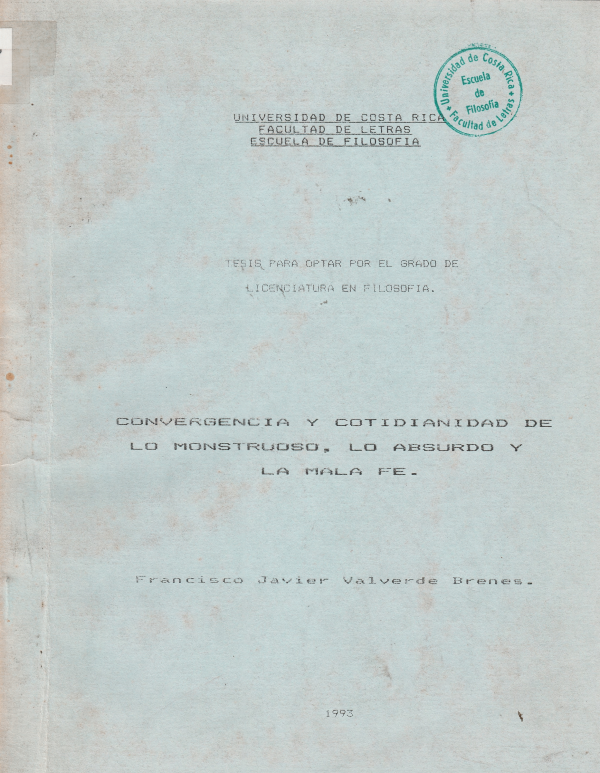 Universidad de Costa Rica
Escuela
de
Filosofía
Facultad de Letras
UNIVERSIDAD DE COSTA RICA
FACULTAD DE LETRAS
ESCUELA DE FILOSOFIA
TESIS PARA OPTAR POR EL GRADO DE
LICENCIATURA EN FILOSOFIA.
CONVERGENCIA Y COTIDIANIDAD DE
LO MONSTRUOSO, LO ABSURDO Y
LA MALA FE.
Francisco Javier Valverde Brenes.
1993